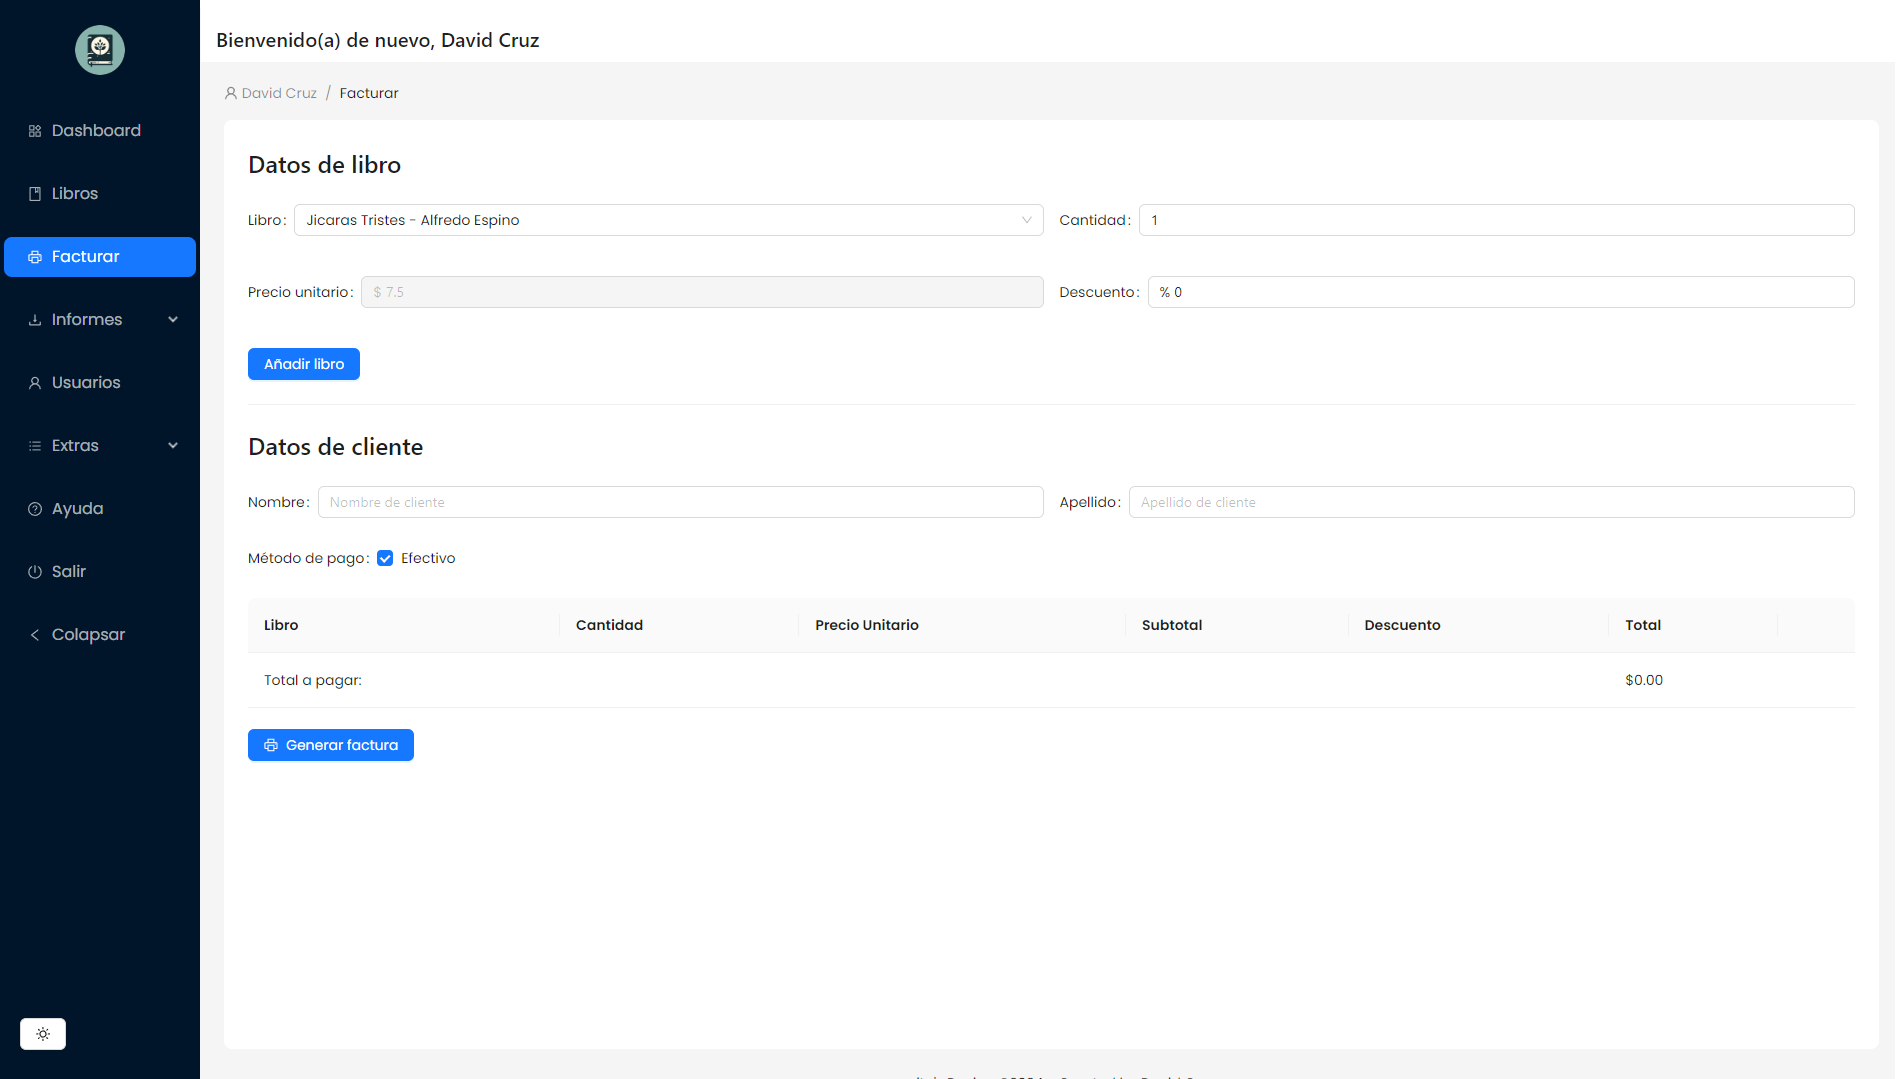 Bienvenido(a) de nuevo, David Cruz
David Cruz / Facturar
Dashboard
Libros
Facturar
Informes
Usuarios
Extras
Ayuda
Salir
Colapsar
Datos de libro
Libro: Jicaras Tristes - Alfredo Espino
Cantidad: 1
Precio unitario: $ 7.5
Descuento: % 0
Añadir libro
Datos de cliente
Nombre: Nombre de cliente
Apellido: Apellido de cliente
Método de pago: Efectivo
Libro Cantidad Precio Unitario Subtotal Descuento Total
Total a pagar: $0.00
Generar factura